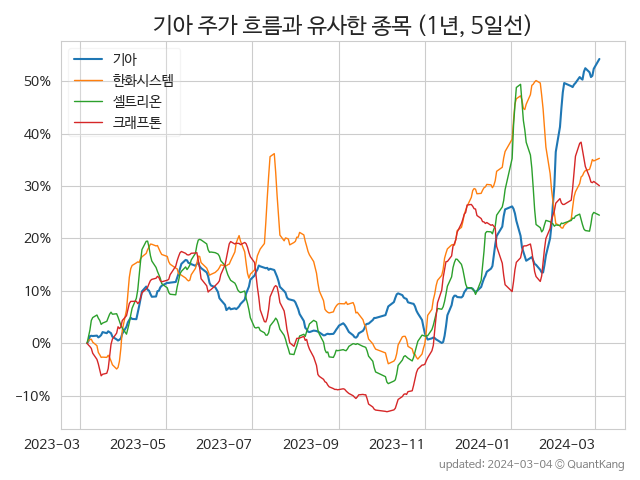 기아 주가 흐름과 유사한 종목 (1년, 5일선)
기아
한화시스템
셀트리온
크래프톤
50%
40%
30%
20%
10%
0%
−10%
2023-03 2023-05 2023-07 2023-09 2023-11 2024-01 2024-03
updated: 2024-03-04 © QuantKang